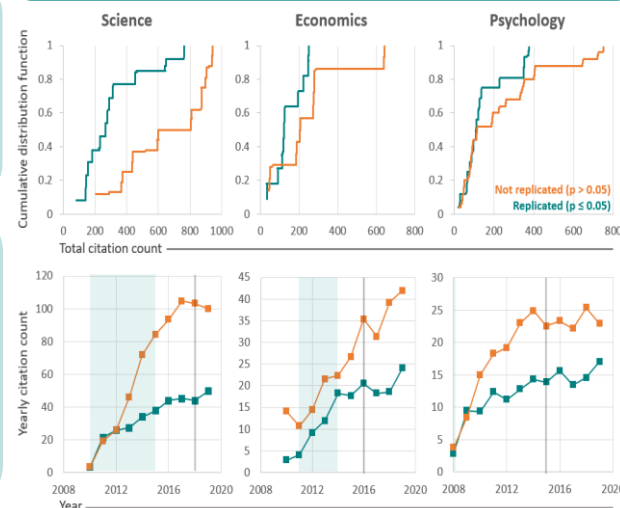 Science
Economics
Psychology
Cumulative distribution function
1
0.8
0.6
0.4
0.2
0
0 200 400 600 800 1000
1
0.8
0.6
0.4
0.2
0
0 200 400 600 800
1
0.8
0.6
0.4
0.2
0
0 200 400 600 800
Not replicated (p > 0.05)
Replicated (p ≤ 0.05)
Total citation count
Yearly citation count
120
100
80
60
40
20
0
2008 2012 2016 2020
45
40
35
30
25
20
15
10
5
0
2008 2012 2016 2020
30
25
20
15
10
5
0
2008 2012 2016 2020
Year